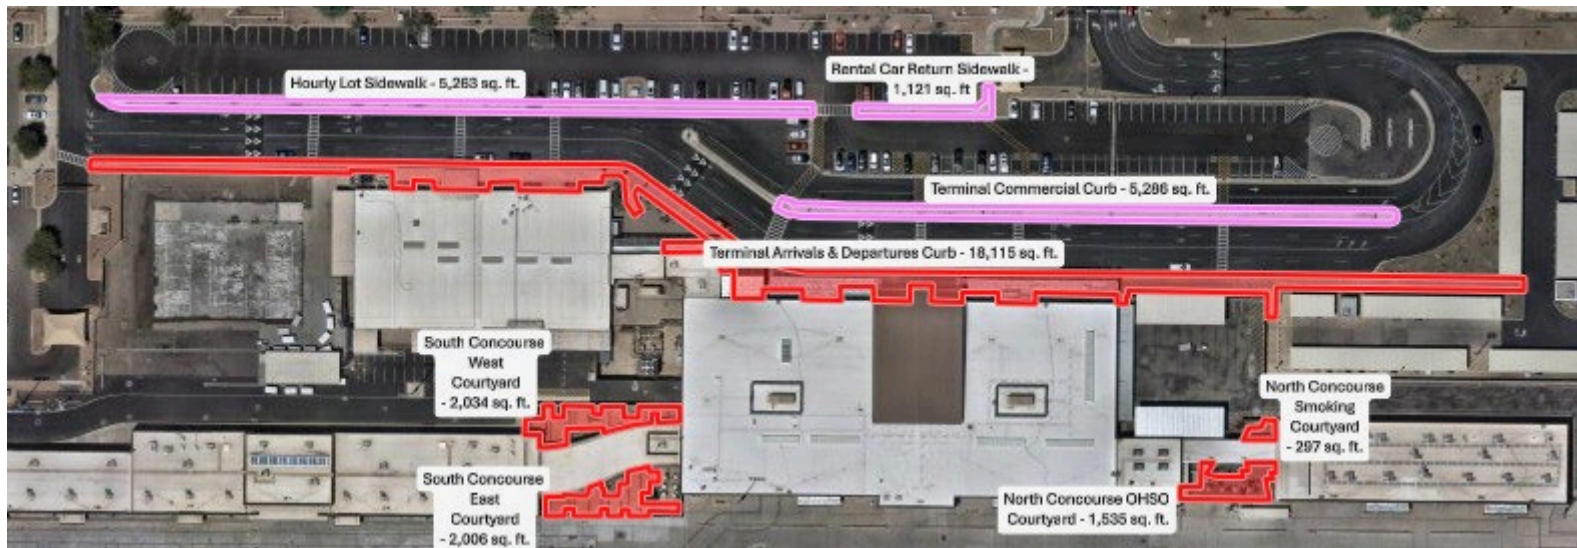 Hourly Lot Sidewalk - 5,263 sq. ft.
Rental Car Return Sidewalk -
1,121 sq. ft
Terminal Commercial Curb - 5,286 sq. ft.
Terminal Arrivals & Departures Curb - 18,115 sq. ft.
South Concourse
West
Courtyard
- 2,034 sq. ft.
North Concourse
Smoking
Courtyard
- 297 sq. ft.
South Concourse
East
Courtyard
- 2,006 sq. ft.
North Concourse OHSO
Courtyard - 1,535 sq. ft.